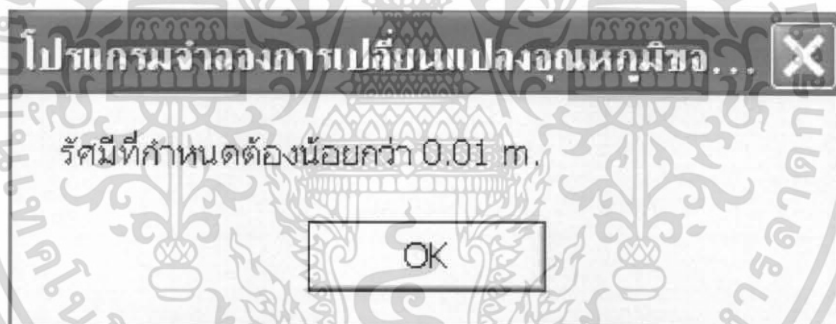 โปรแกรมจำลองการเปลี่ยนแปลงอุณหภูมิขอ...
รัศมีที่กำหนดต้องน้อยกว่า 0.01 m.
OK